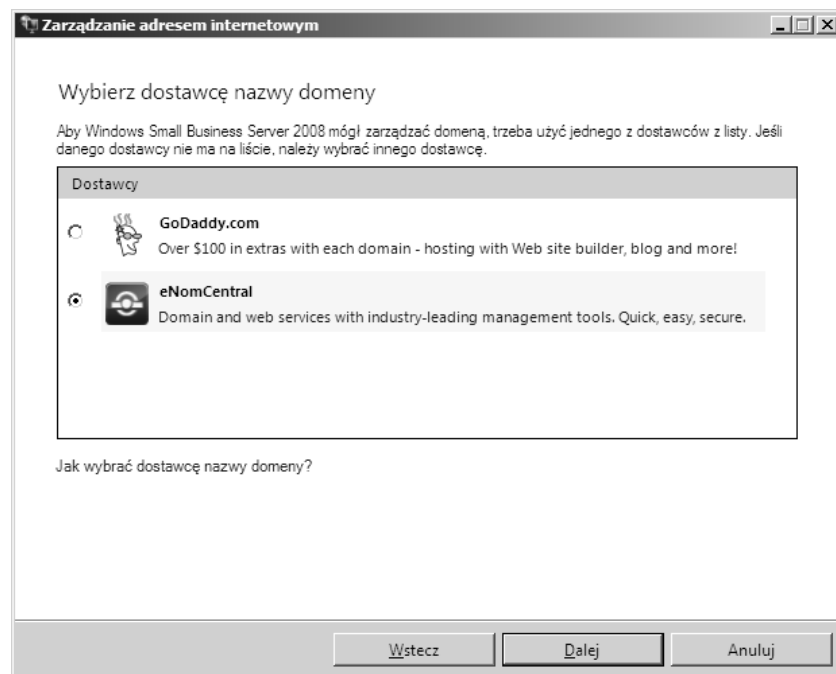 Zarządzanie adresem internetowym
Wybierz dostawcę nazwy domeny
Aby Windows Small Business Server 2008 mógł zarządzać domeną, trzeba użyć jednego z dostawców z listy. Jeśli
danego dostawcy nie ma na liście, należy wybrać innego dostawcę.
Dostawcy
GoDaddy.com
Over $100 in extras with each domain - hosting with Web site builder, blog and more!
eNomCentral
Domain and web services with industry-leading management tools. Quick, easy, secure.
Jak wybrać dostawcę nazwy domeny?
Wstecz Dalej Anuluj